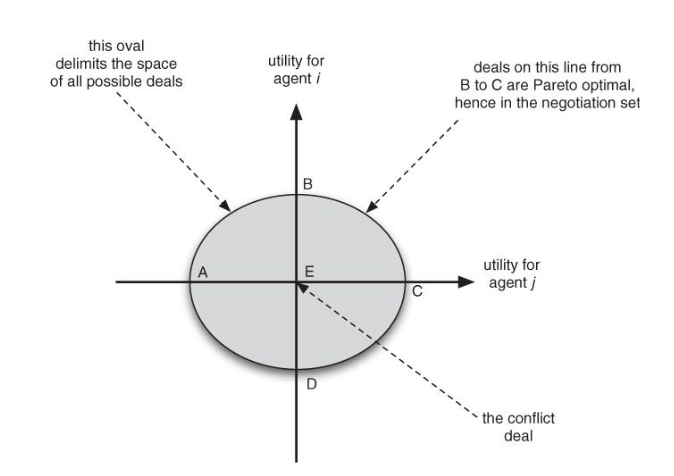 this oval
delimits the space
of all possible deals
utility for
agent i
deals on this line from
B to C are Pareto optimal,
hence in the negotiation set
B
A
E
utility for
agent j
C
D
the conflict
deal